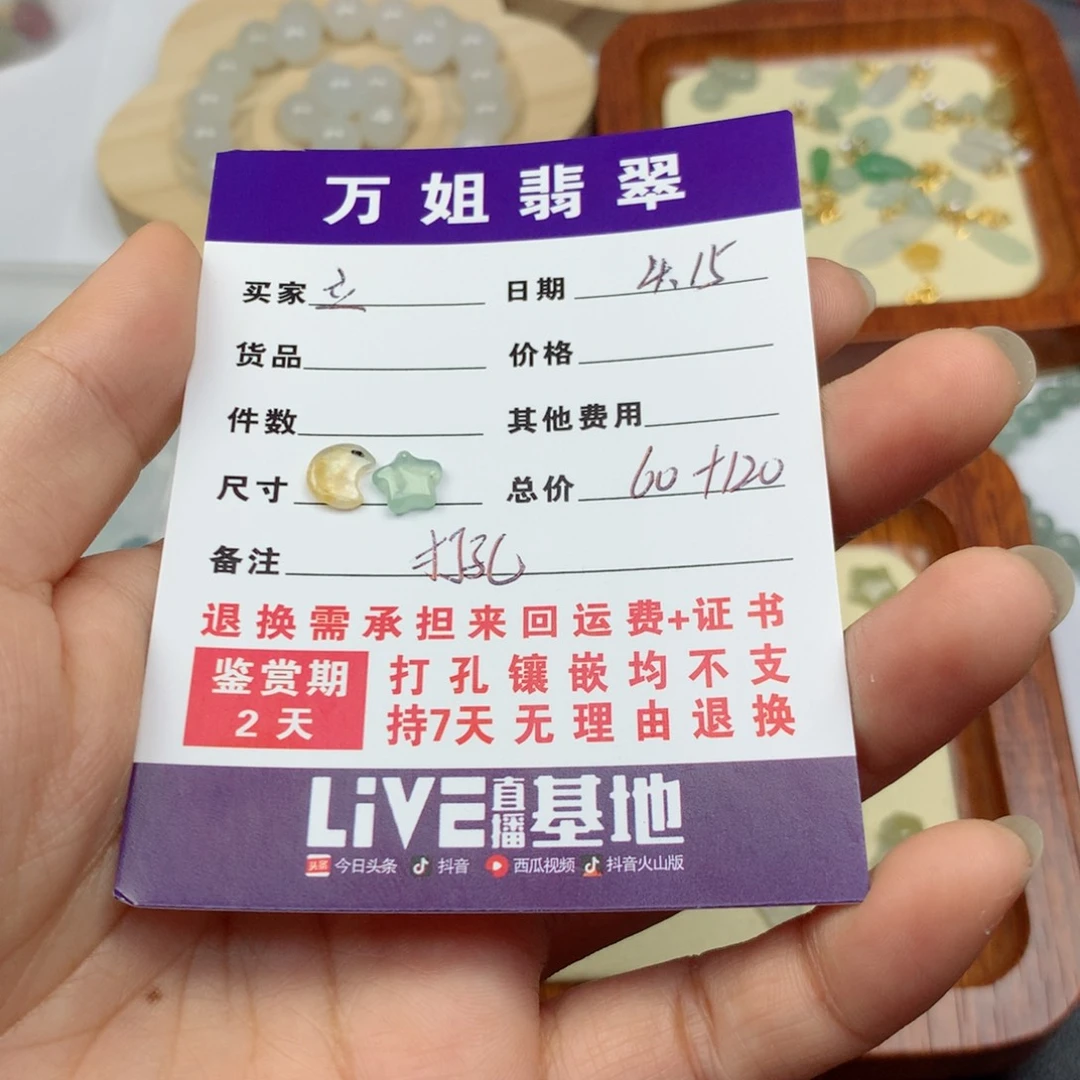 万姐翡翠
买家 日期 4.15
货品 价格
件数 其他费用
尺寸 总价 60+120
备注 打孔
退换需承担来回运费+证书
鉴赏期 打孔镶嵌均不支
2天 持7天无理由退换
LiVE直播基地
头条 今日头条 抖音 西瓜视频 抖音火山版